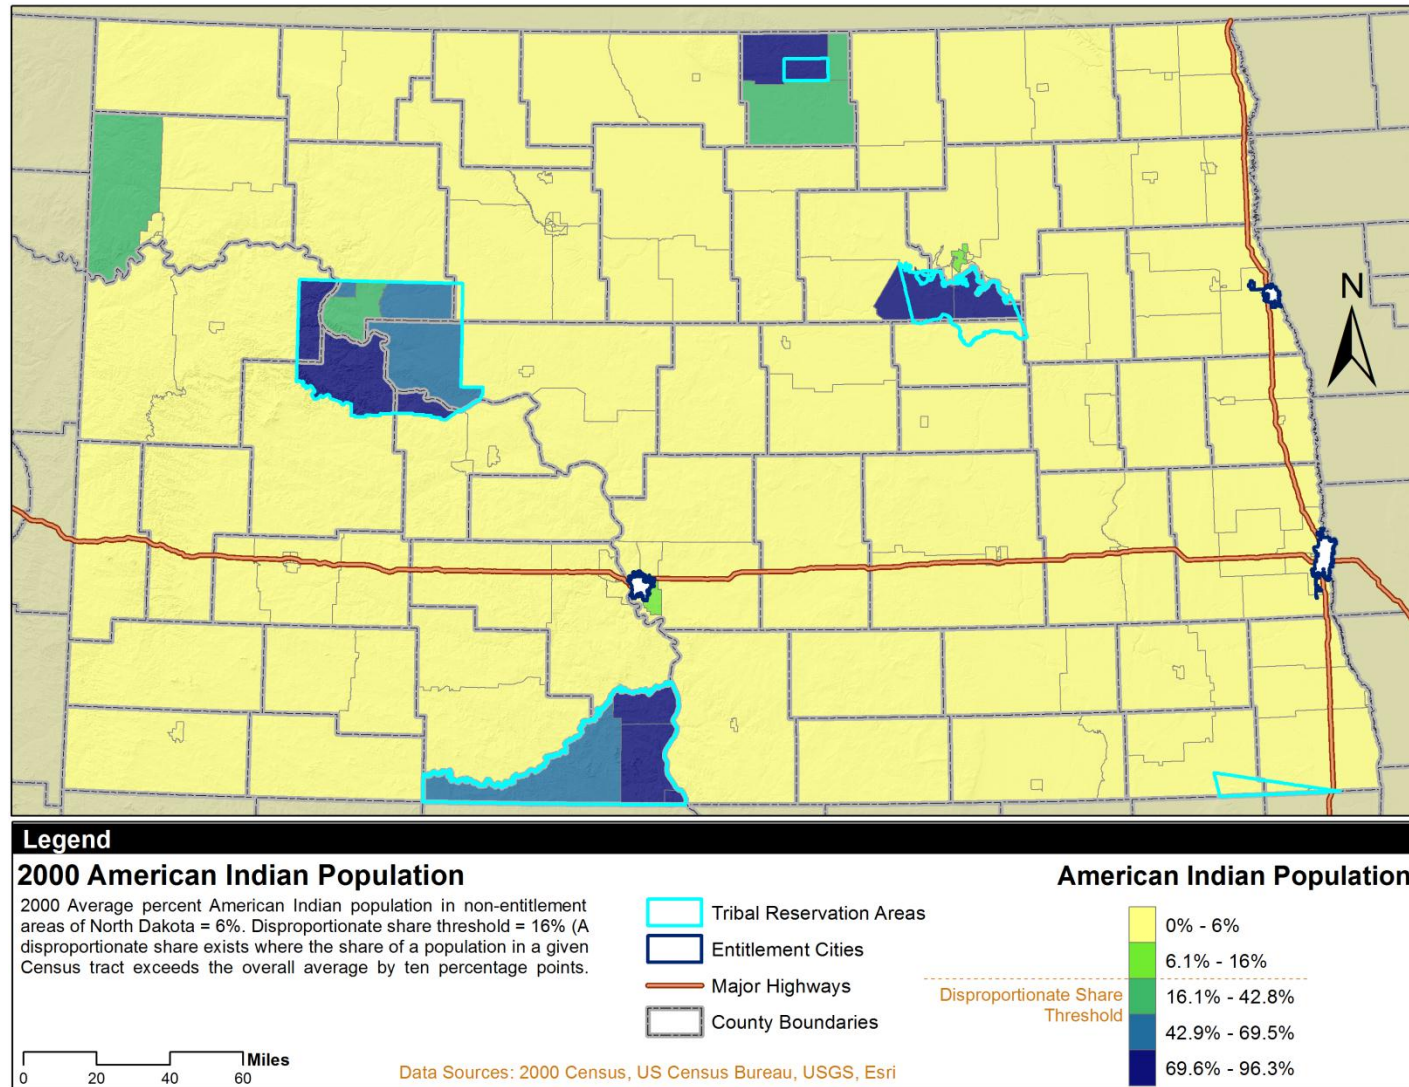 N
Legend
2000 American Indian Population
2000 Average percent American Indian population in non-entitlement
areas of North Dakota = 6%. Disproportionate share threshold = 16% (A
disproportionate share exists where the share of a population in a given
Census tract exceeds the overall average by ten percentage points.
Miles
0 20 40 60
Tribal Reservation Areas
Entitlement Cities
Major Highways
County Boundaries
Data Sources: 2000 Census, US Census Bureau, USGS, Esri
American Indian Population
0% - 6%
6.1% - 16%
Disproportionate Share
Threshold
16.1% - 42.8%
42.9% - 69.5%
69.6% - 96.3%